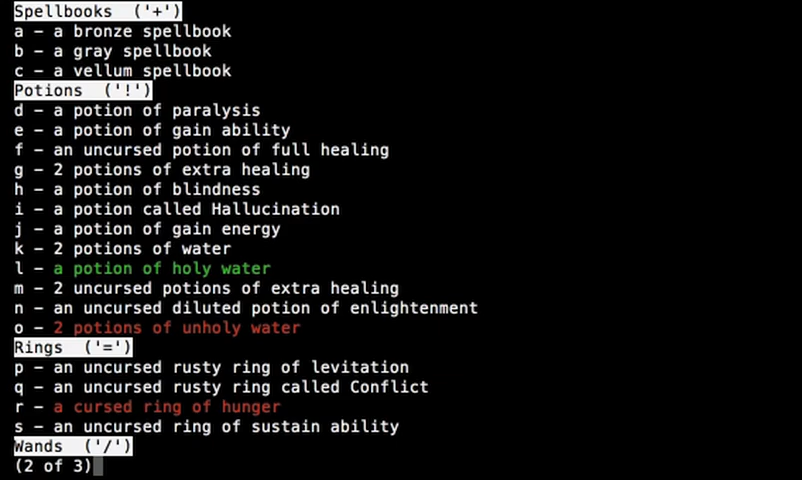 Spellbooks  ('+')
a - a bronze spellbook
b - a gray spellbook
c - a vellum spellbook
Potions  ('!')
d - a potion of paralysis
e - a potion of gain ability
f - an uncursed potion of full healing
g - 2 potions of extra healing
h - a potion of blindness
i - a potion called Hallucination
j - a potion of gain energy
k - 2 potions of water
l - a potion of holy water
m - 2 uncursed potions of extra healing
n - an uncursed diluted potion of enlightenment
o - 2 potions of unholy water
Rings  ('=')
p - an uncursed rusty ring of levitation
q - an uncursed rusty ring called Conflict
r - a cursed ring of hunger
s - an uncursed ring of sustain ability
Wands  ('/')
(2 of 3)